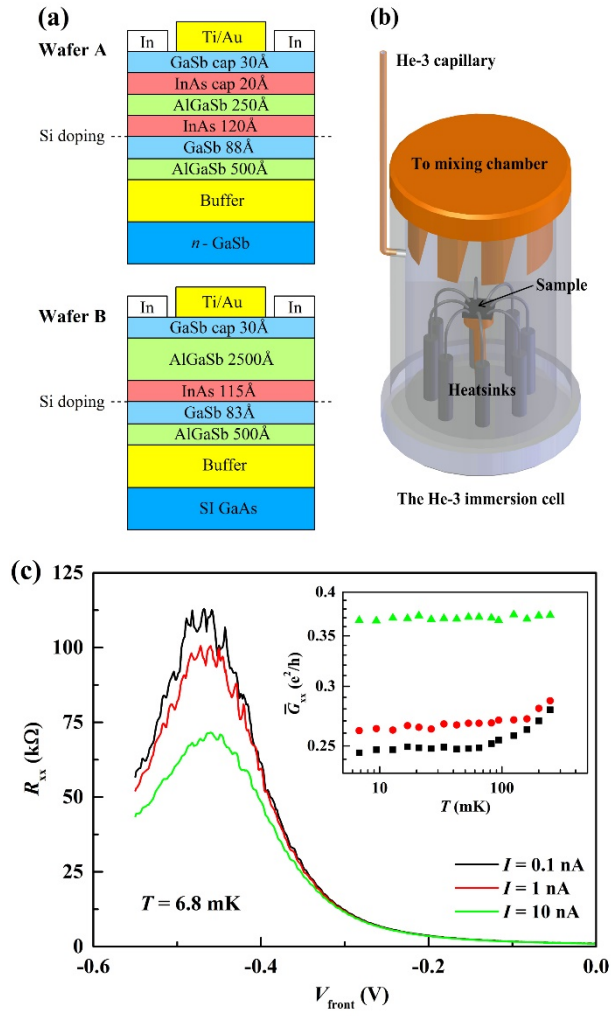 (a)
Wafer A
In
Ti/Au
In
GaSb cap 30Å
InAs cap 20Å
AlGaSb 250Å
InAs 120Å
Si doping
GaSb 88Å
AlGaSb 500Å
Buffer
n- GaSb
Wafer B
In
Ti/Au
In
GaSb cap 30Å
AlGaSb 2500Å
InAs 115Å
Si doping
GaSb 83Å
AlGaSb 500Å
Buffer
SI GaAs
(b)
He-3 capillary
To mixing chamber
Sample
Heatsinks
The He-3 immersion cell
(c)
125
100
75
50
25
0
Rxx (kΩ)
-0.6
-0.4
-0.2
0.0
Vfront (V)
T = 6.8 mK
I = 0.1 nA
I = 1 nA
I = 10 nA
0.4
0.35
0.3
0.25
G̅xx (e²/h)
10
100
T (mK)